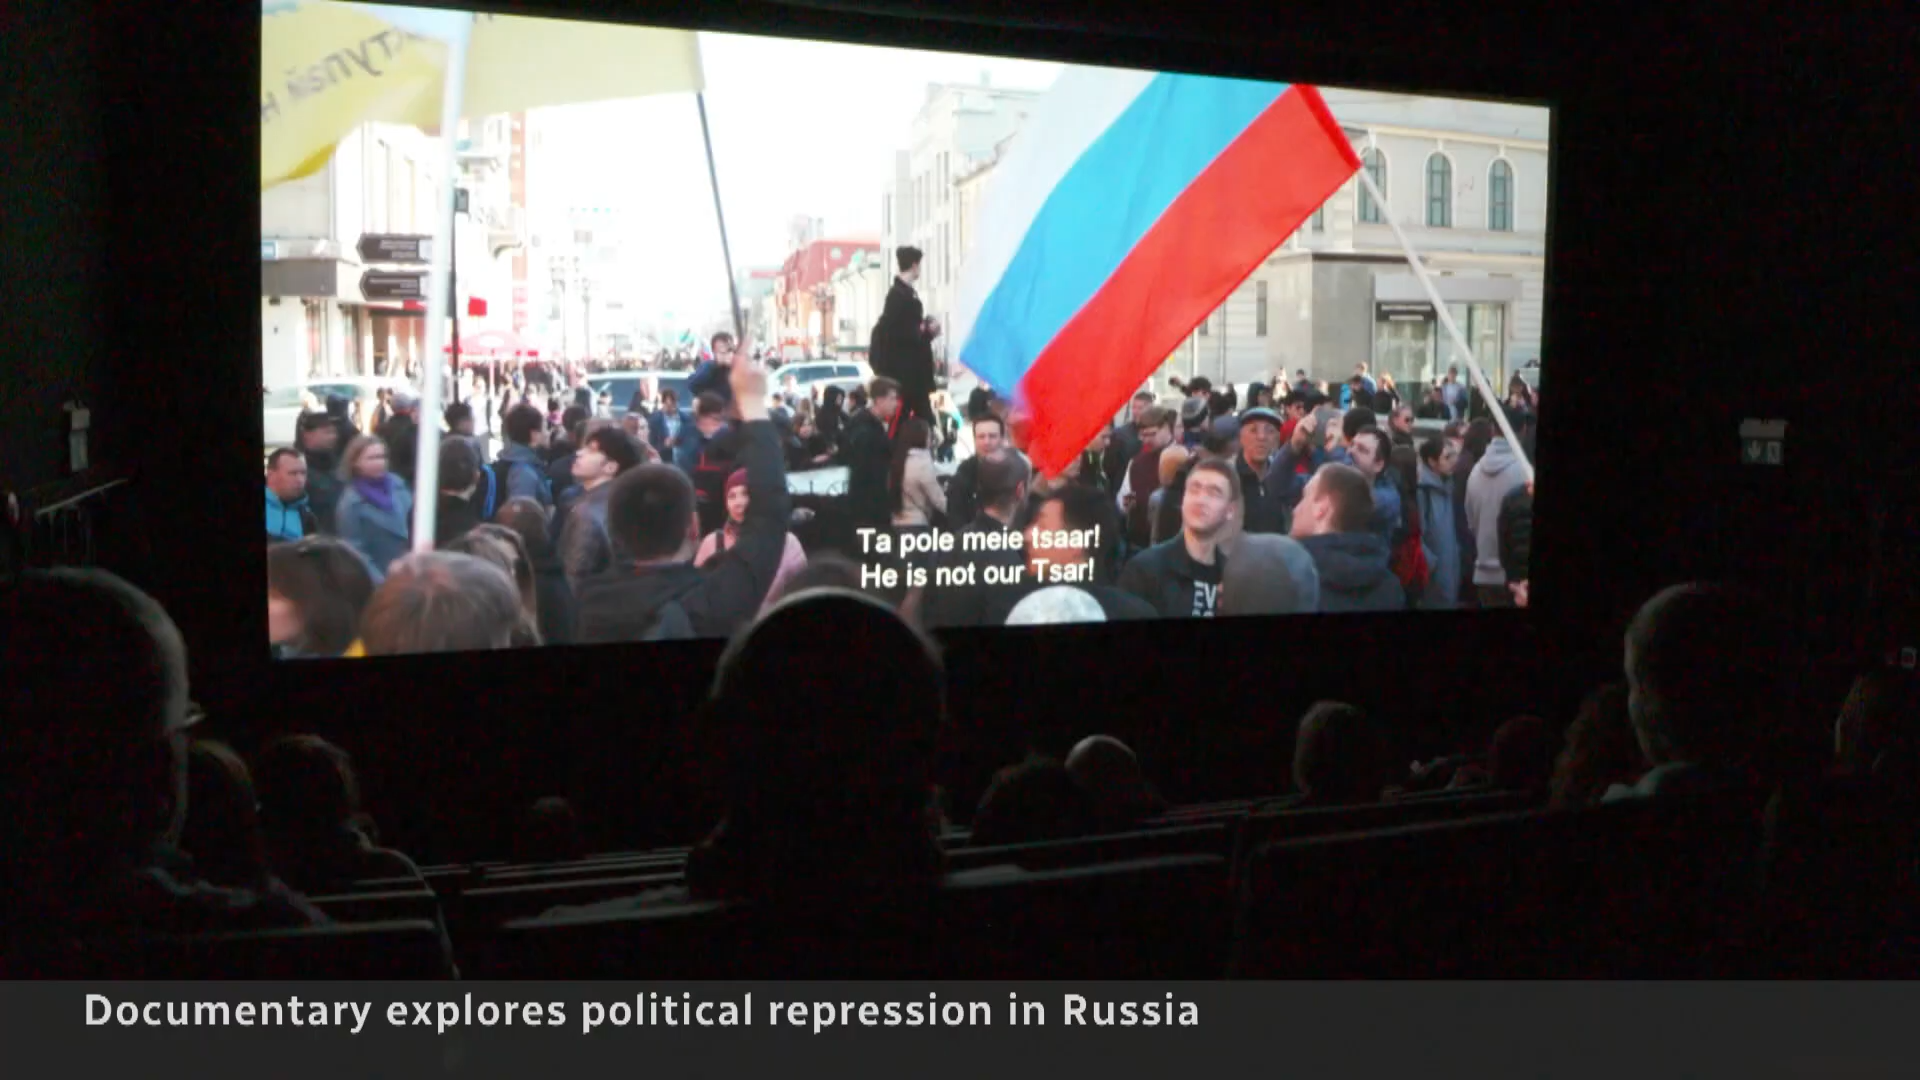 Ta pole meie tsaar!
He is not our Tsar!
Documentary explores political repression in Russia